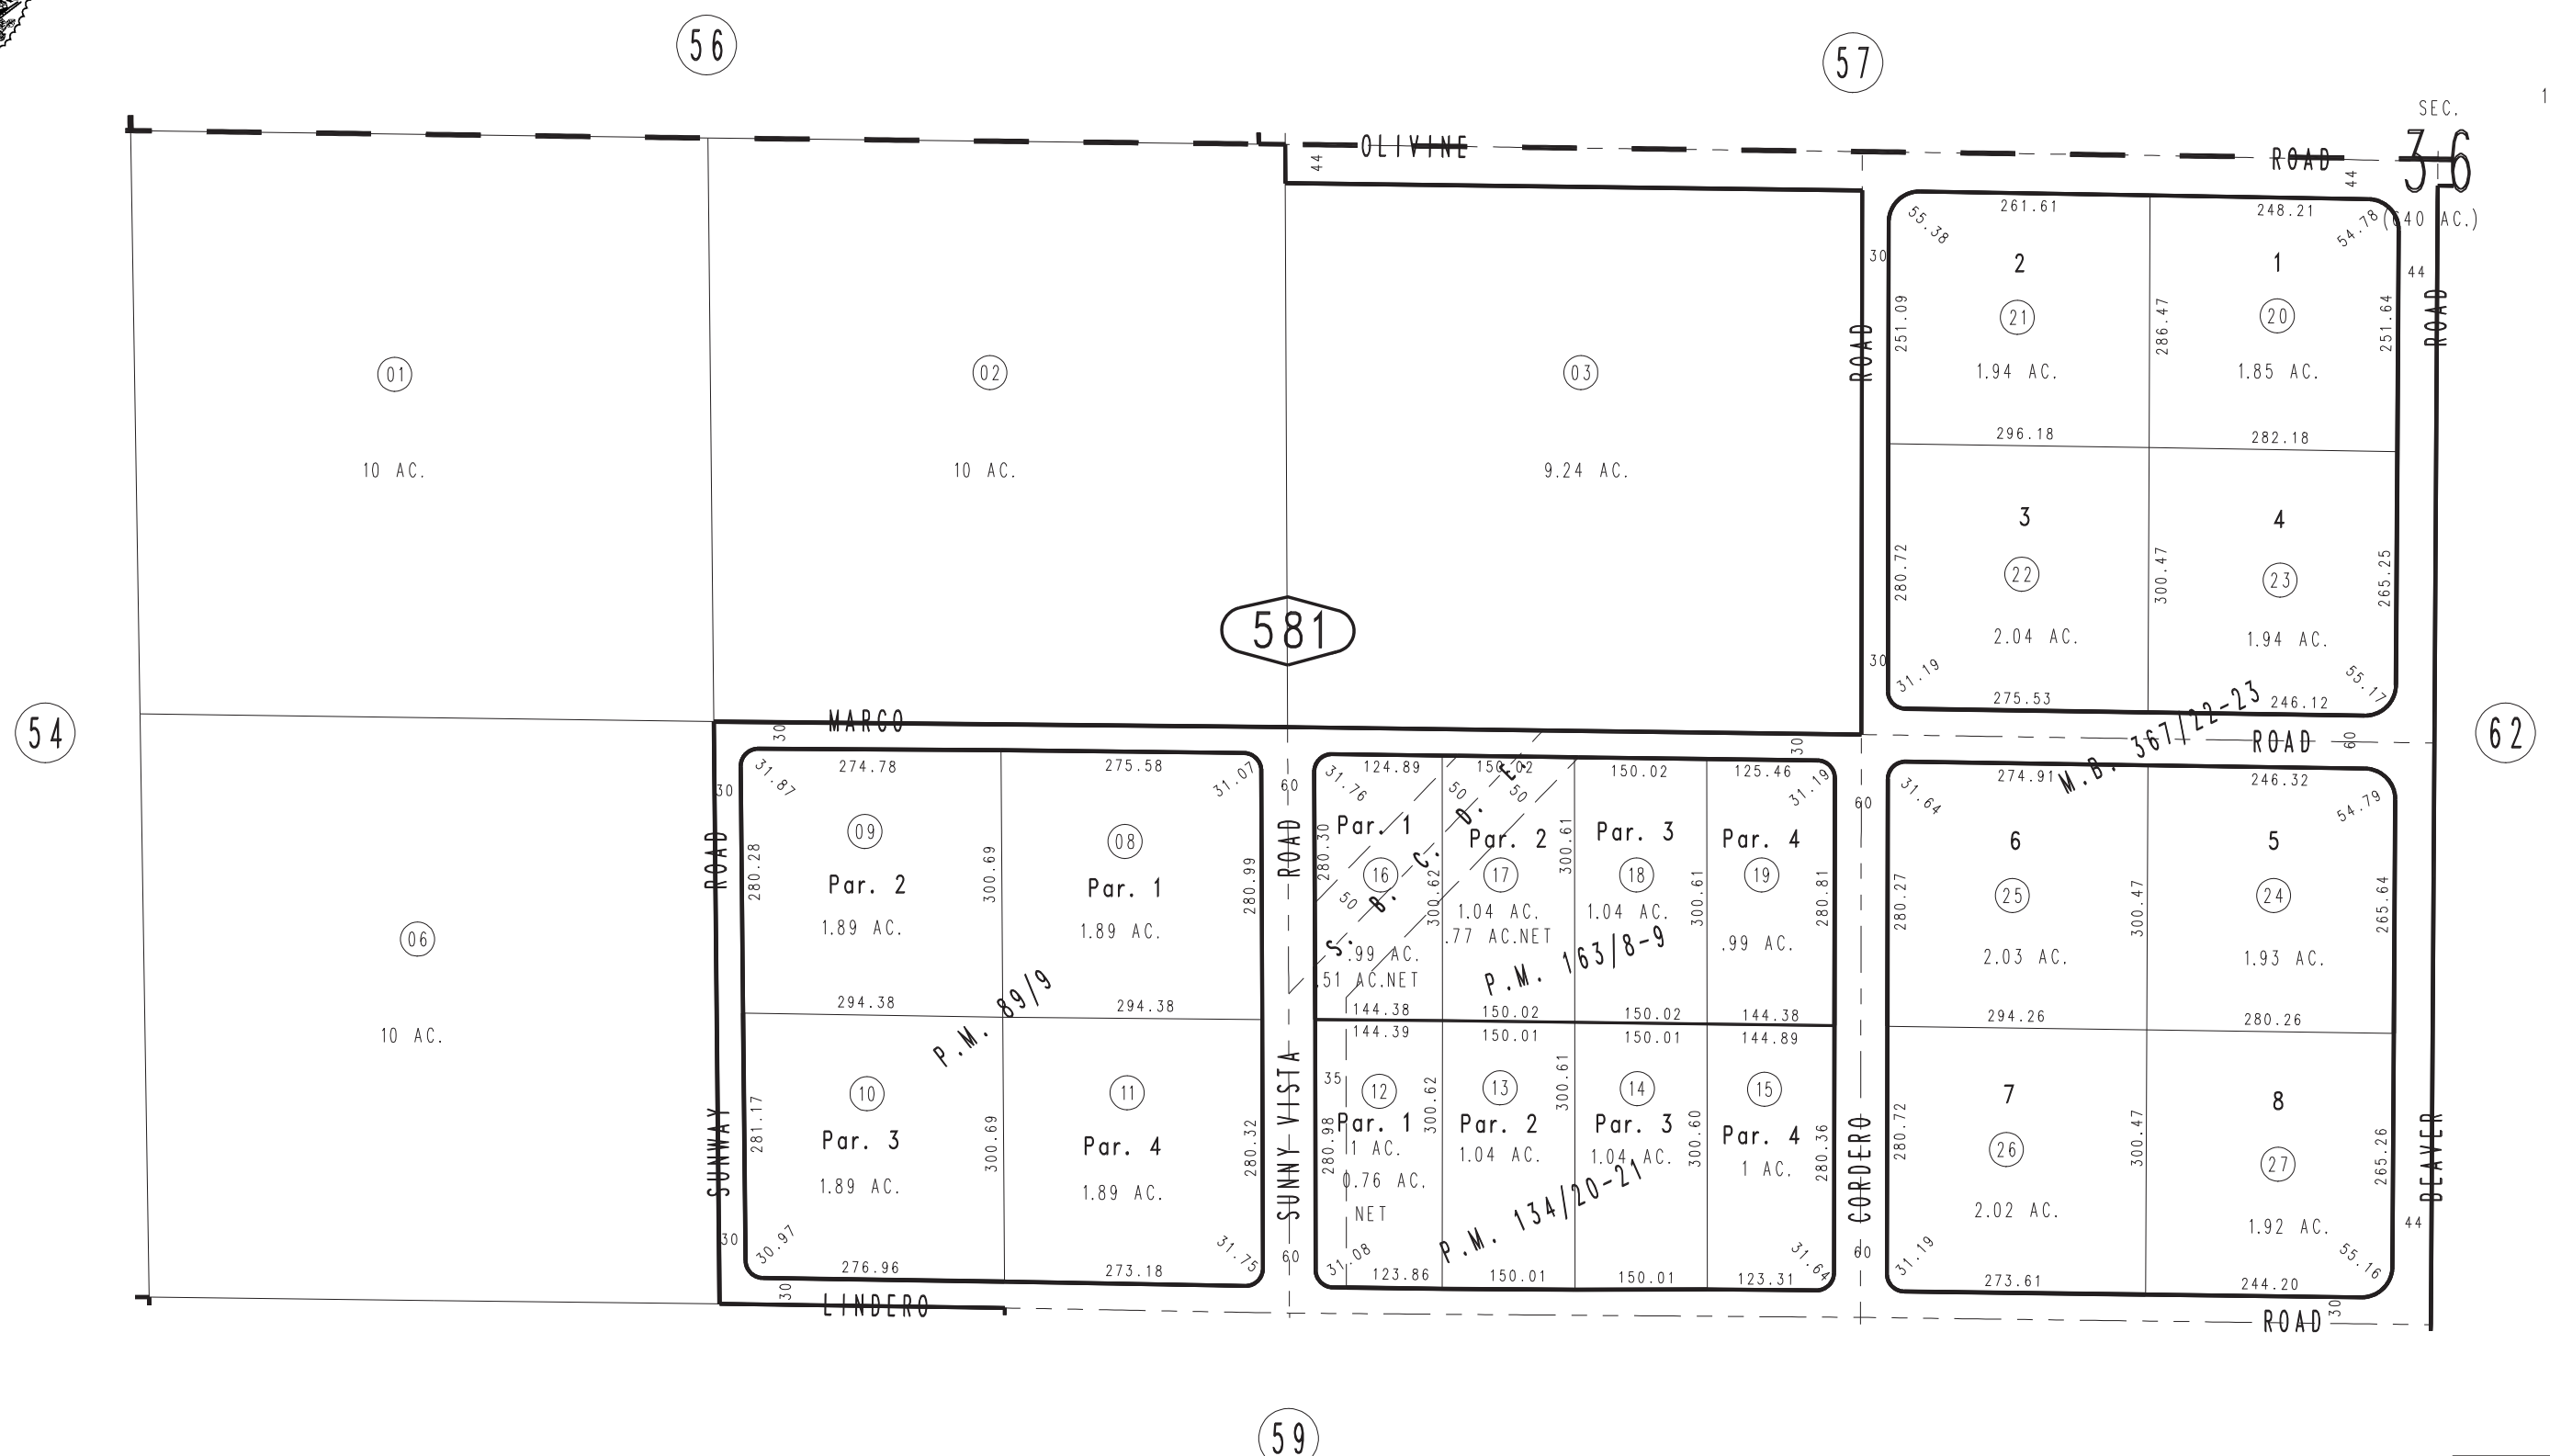 56
57
SEC.
1
36
(640 AC.)
OLIVINE
ROAD
44
44
01
10 AC.
02
10 AC.
03
9.24 AC.
581
ROAD
30
30
261.61
248.21
55.38
54.78
2
1
21
20
251.09
286.47
251.64
1.94 AC.
1.85 AC.
296.18
282.18
44
ROAD
3
4
22
23
280.72
300.47
265.25
2.04 AC.
1.94 AC.
31.19
55.17
275.53
246.12
M.B. 367/22-23
54
62
MARGO
ROAD
30
30
60
06
10 AC.
30
ROAD
SUNWAY
30
274.78
275.58
31.87
31.07
09
08
Par. 2
Par. 1
280.28
300.69
280.99
1.89 AC.
1.89 AC.
294.38
294.38
P.M. 89/9
10
11
Par. 3
Par. 4
281.17
300.69
280.32
1.89 AC.
1.89 AC.
30.97
31.75
276.96
273.18
30
LINDERO
ROAD
30
60
ROAD
SUNNY VISTA
60
124.89
150.02
150.02
125.46
31.76
31.19
50
50
50
S. B. C. D. E.
Par. 1
Par. 2
Par. 3
Par. 4
16
17
18
19
280.30
300.62
300.61
300.61
280.81
.99 AC.
.51 AC.NET
1.04 AC.
.77 AC.NET
1.04 AC.
.99 AC.
P.M. 163/8-9
144.38
150.02
150.02
144.38
144.39
150.01
150.01
144.89
35
12
13
14
15
280.98
300.62
300.61
300.60
280.36
Par. 1
Par. 2
Par. 3
Par. 4
1 AC.
0.76 AC.
NET
1.04 AC.
1.04 AC.
1 AC.
P.M. 134/20-21
31.08
31.64
123.86
150.01
150.01
123.31
60
CORDERO
60
274.91
246.32
31.64
54.79
6
5
25
24
280.27
300.47
265.64
2.03 AC.
1.93 AC.
294.26
280.26
7
8
26
27
280.72
300.47
265.26
2.02 AC.
1.92 AC.
31.19
55.16
273.61
244.20
BEAVER
44
59